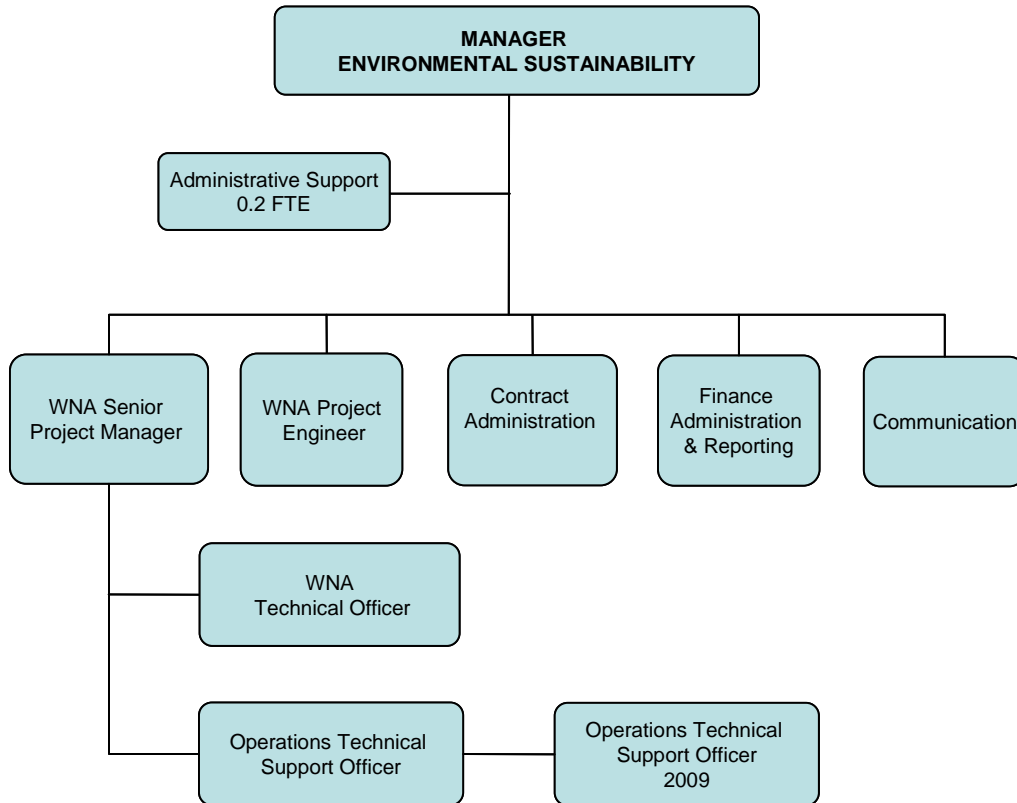 MANAGER
ENVIRONMENTAL SUSTAINABILITY
Administrative Support
0.2 FTE
WNA Senior
Project Manager
WNA Project
Engineer
Contract
Administration
Finance
Administration
& Reporting
Communication
WNA
Technical Officer
Operations Technical
Support Officer
Operations Technical
Support Officer
2009